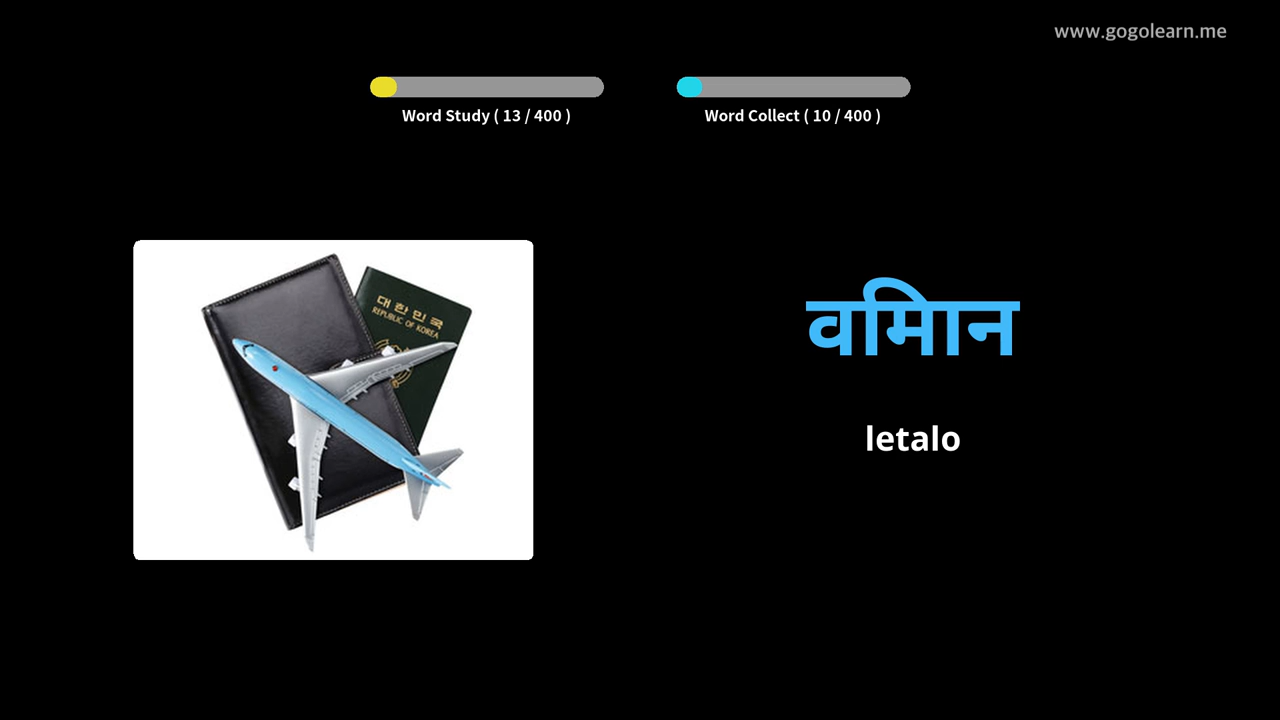 www.gogolearn.me
Word Study ( 13 / 400 )
Word Collect ( 10 / 400 )
대한민국
REPUBLIC OF KOREA
विमान
letalo